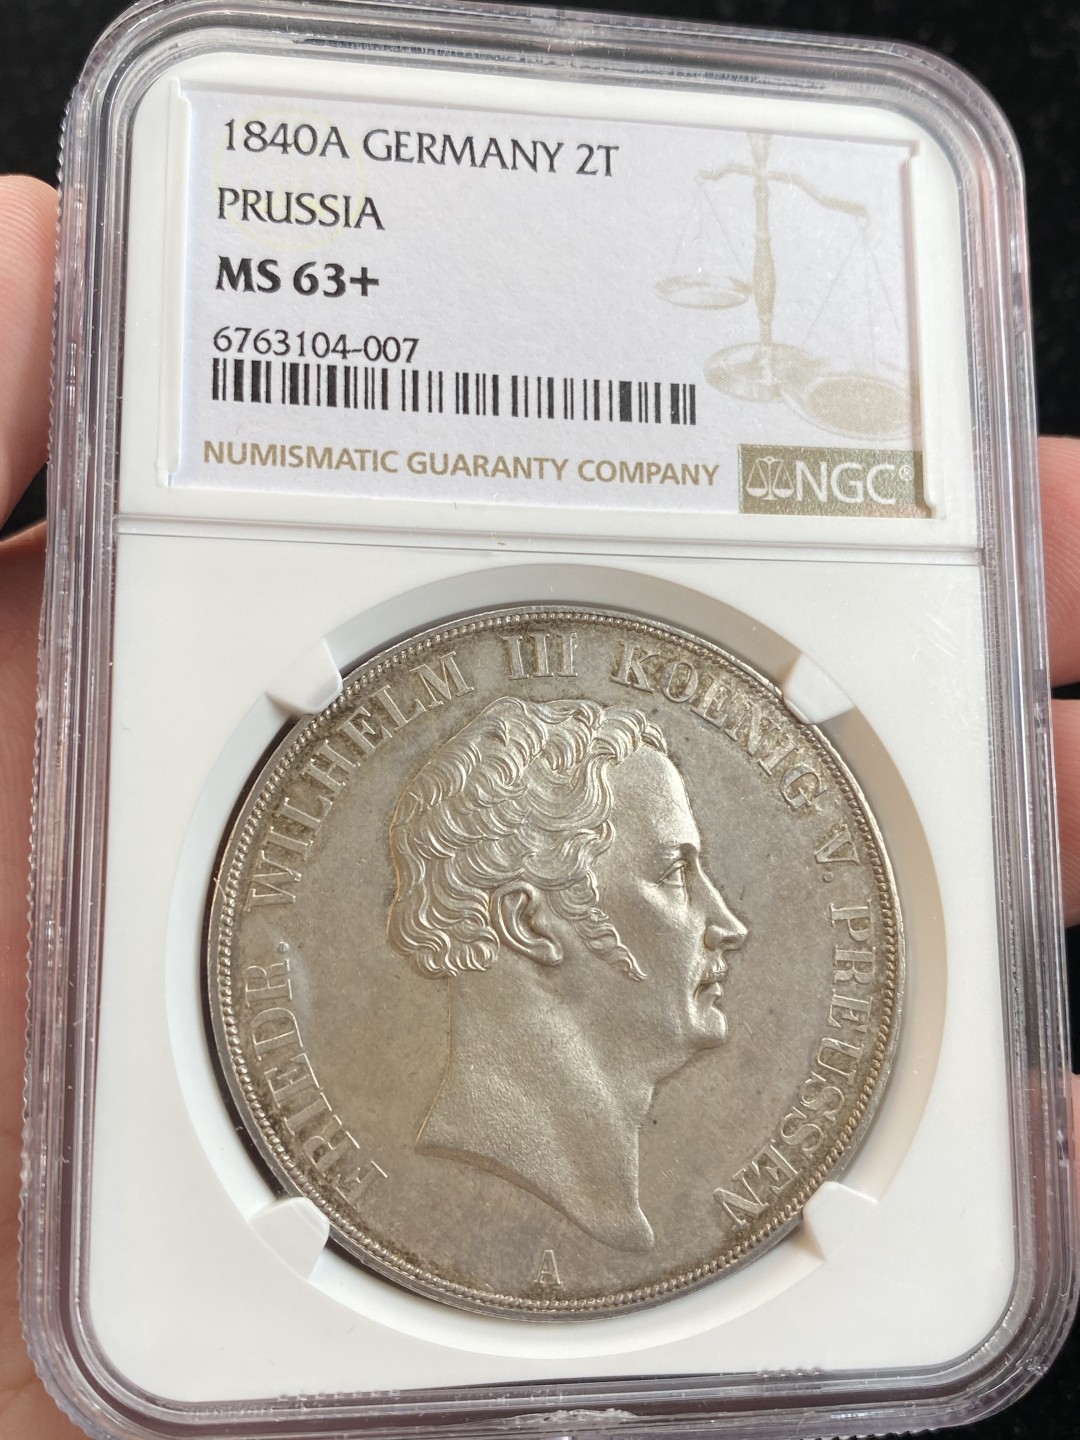 1840A GERMANY 2T
PRUSSIA
MS 63+
6763104-007
NUMISMATIC GUARANTY COMPANY
NGC®
FRIEDR. WILHELM III KOENIG V. PREUSSEN
A